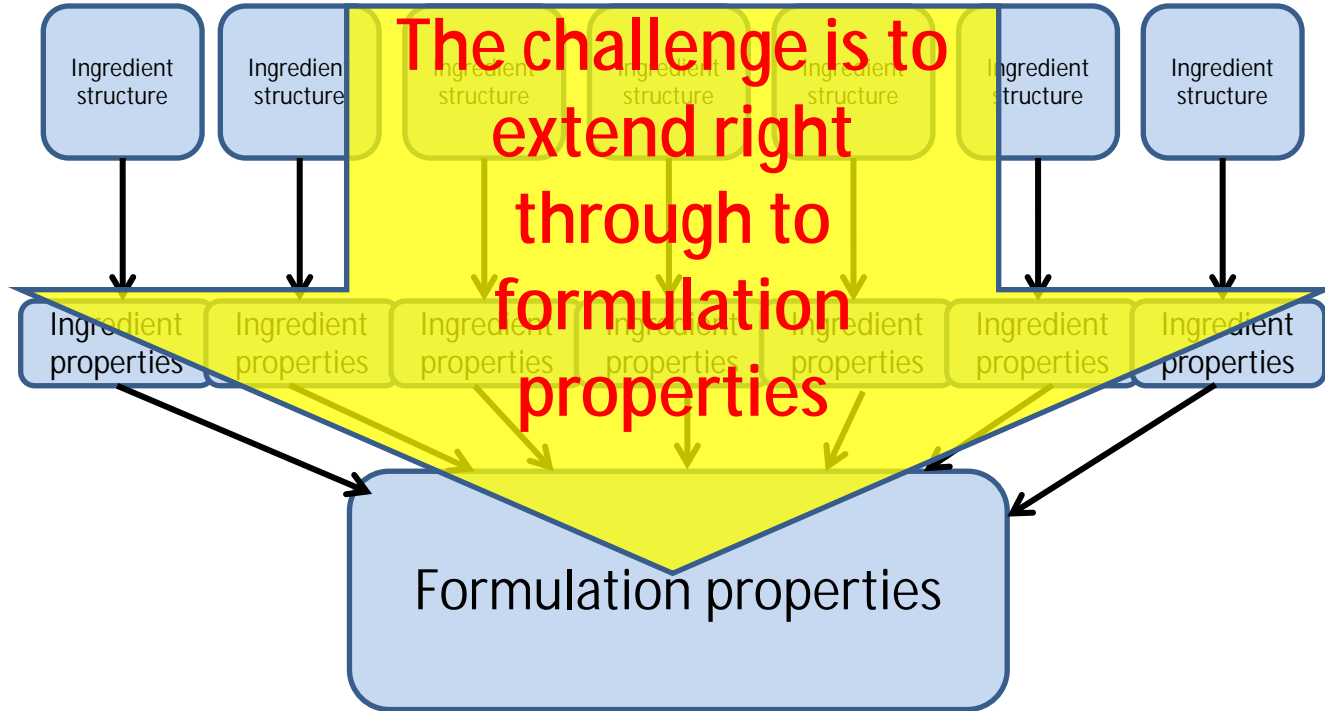 The challenge is to
extend right
through to
formulation
properties
Ingredient
structure
Ingredient
structure
Ingredient
structure
Ingredient
structure
Ingredient
structure
Ingredient
structure
Ingredient
structure
Ingredient
properties
Ingredient
properties
Ingredient
properties
Ingredient
properties
Ingredient
properties
Ingredient
properties
Ingredient
properties
Formulation properties